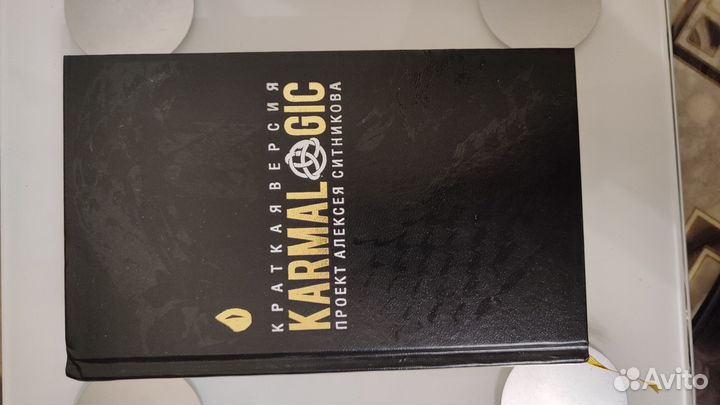 КРАТКАЯ ВЕРСИЯ
KARMALOGIC
ПРОЕКТ АЛЕКСЕЯ СИТНИКОВА
Avito